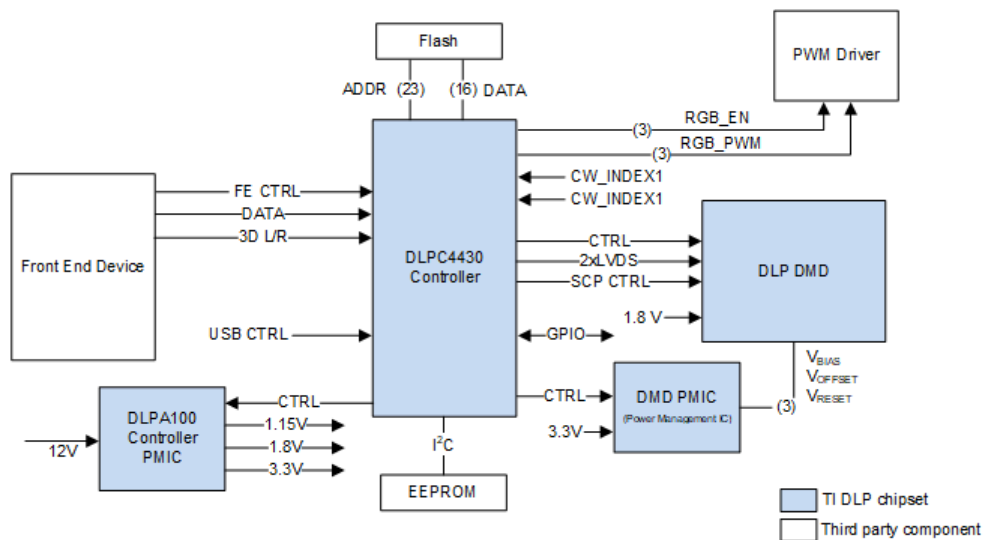 Flash
ADDR (23) (16) DATA
PWM Driver
(3) RGB_EN
(3) RGB_PWM
CW_INDEX1
CW_INDEX1
Front End Device
FE CTRL
DATA
3D L/R
USB CTRL
DLPC4430
Controller
CTRL
2xLVDS
SCP CTRL
1.8 V
GPIO
DLP DMD
V_BIAS
V_OFFSET
V_RESET
(3)
CTRL
3.3V
DMD PMIC
(Power Management IC)
12V
DLPA100
Controller
PMIC
CTRL
1.15V
1.8V
3.3V
I²C
EEPROM
TI DLP chipset
Third party component